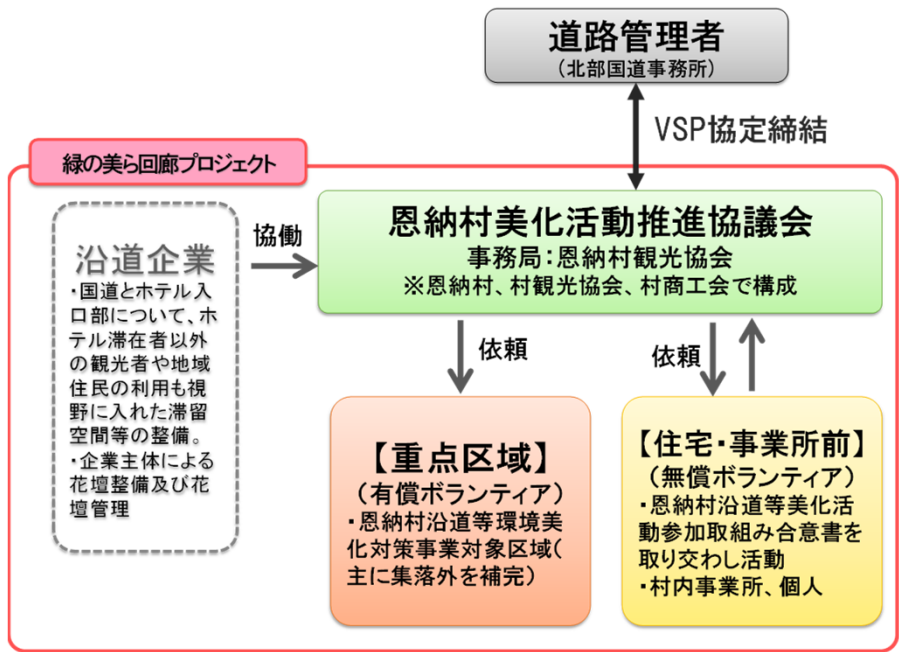 道路管理者
（北部国道事務所）
VSP協定締結
緑の美ら回廊プロジェクト
沿道企業
・国道とホテル入
口部について、ホ
テル滞在者以外
の観光者や地域
住民の利用も視
野に入れた滞留
空間等の整備。
・企業主体による
花壇整備及び花
壇管理
協働
恩納村美化活動推進協議会
事務局：恩納村観光協会
※恩納村、村観光協会、村商工会で構成
依頼
依頼
【重点区域】
（有償ボランティア）
・恩納村沿道等環境美
化対策事業対象区域（
主に集落外を補完）
【住宅・事業所前】
（無償ボランティア）
・恩納村沿道等美化活
動参加取組み合意書を
取り交わし活動
・村内事業所、個人